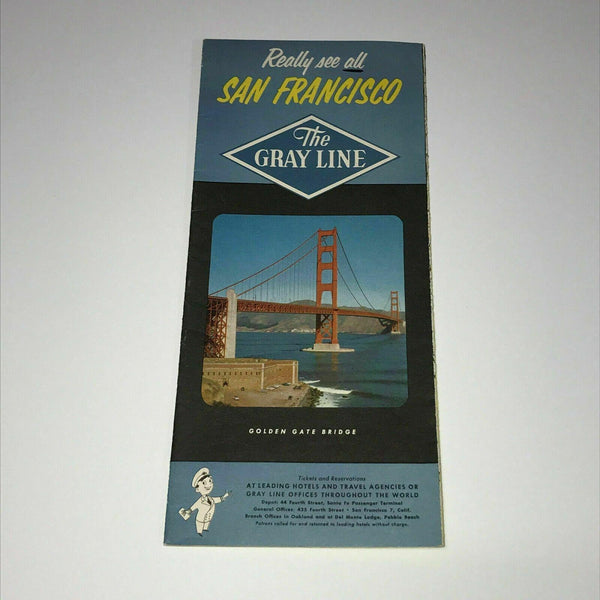 Really see all
SAN FRANCISCO
The
GRAY LINE
GOLDEN GATE BRIDGE
Tickets and Reservations
AT LEADING HOTELS AND TRAVEL AGENCIES OR
GRAY LINE OFFICES THROUGHOUT THE WORLD
Depot: 44 Fourth Street, Santa Fe Passenger Terminal
General Offices: 425 Fourth Street • San Francisco 7, Calif.
Branch Offices in Oakland and at Del Monte Lodge, Pebble Beach
Patrons called for and returned to leading hotels without charge.